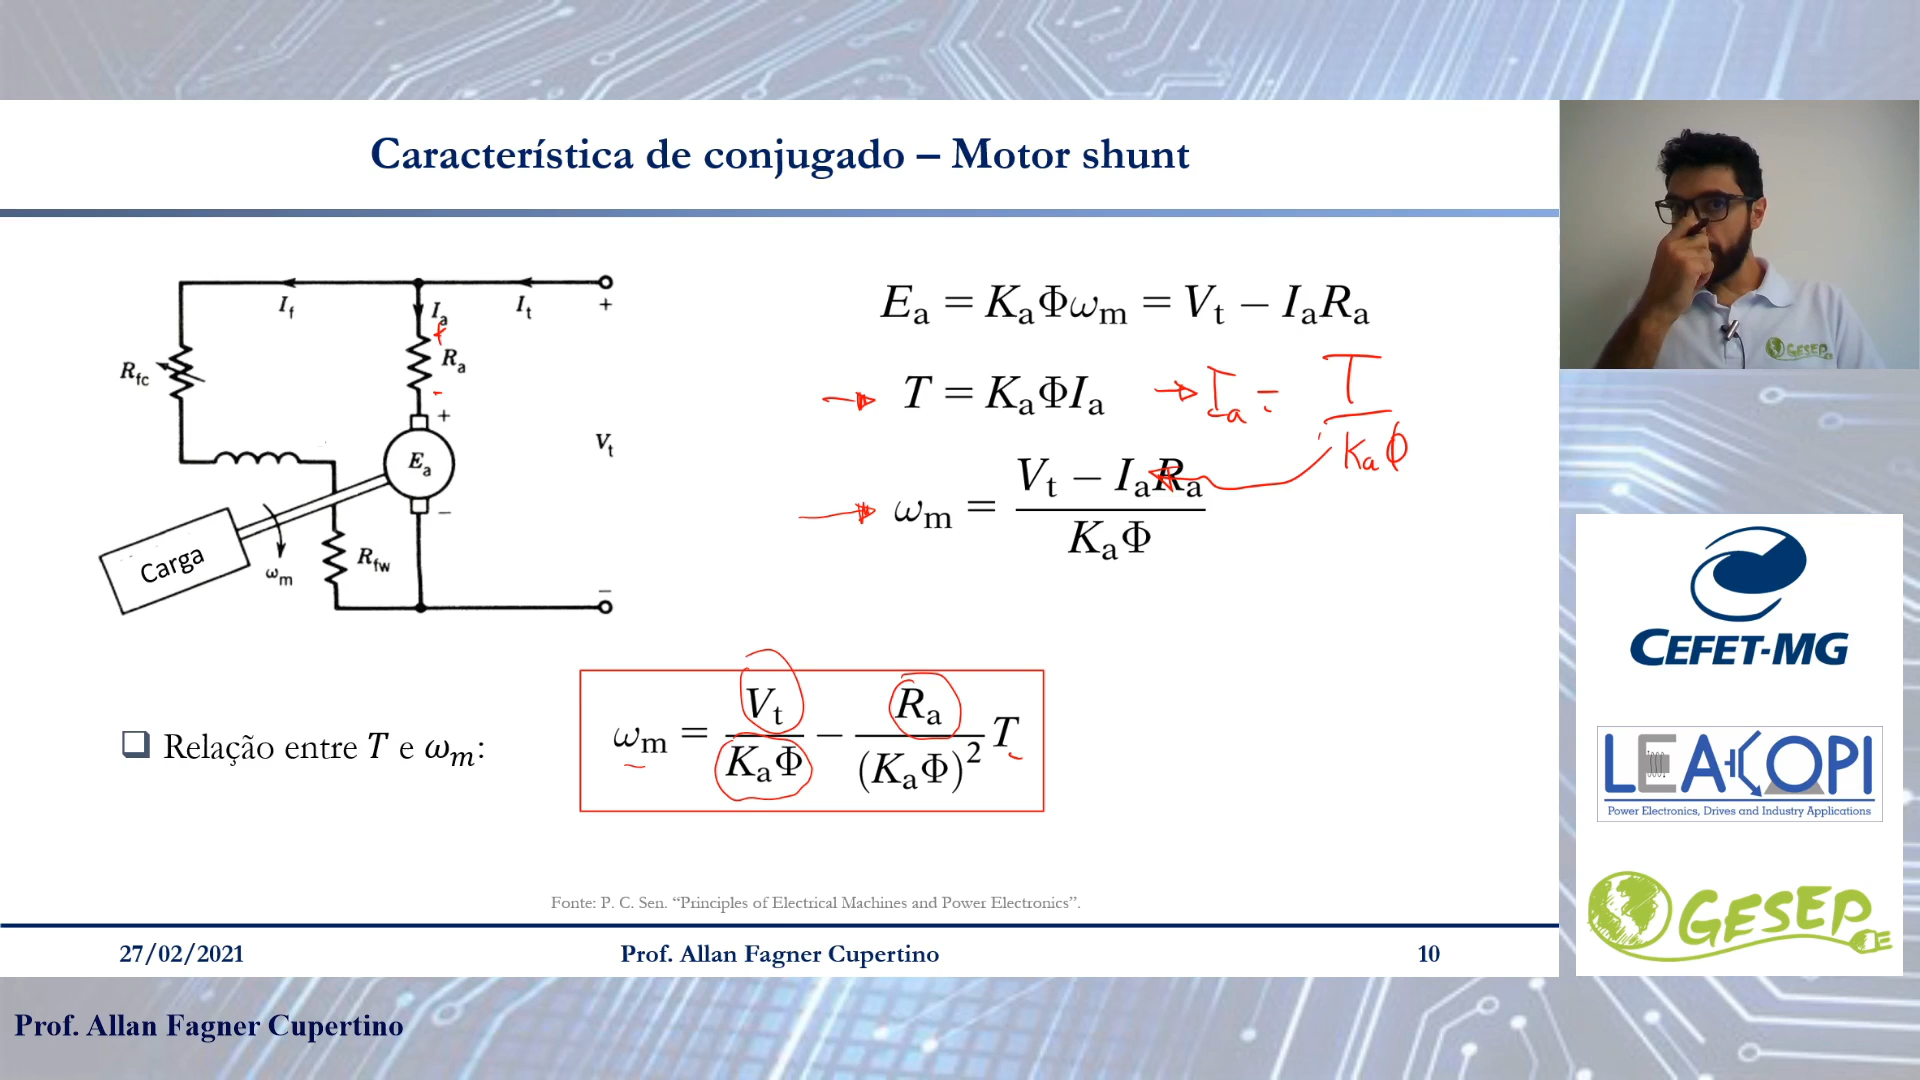 Característica de conjugado – Motor shunt
I_f
I_a
I_t
+
+
R_fc
R_a
-
+
V_t
E_a
–
Carga
ω_m
R_fw
–
E_a = K_aΦω_m = V_t − I_aR_a
T = K_aΦI_a → I_a = T / K_aΦ
ω_m = (V_t − I_aR_a) / K_aΦ
❑ Relação entre T e ω_m:
ω_m = V_t / K_aΦ − R_a / (K_aΦ)² T
Fonte: P. C. Sen. “Principles of Electrical Machines and Power Electronics”.
27/02/2021
Prof. Allan Fagner Cupertino
10
GESEP
CEFET-MG
LEACOPI
Power Electronics, Drives and Industry Applications
GESEP
Prof. Allan Fagner Cupertino